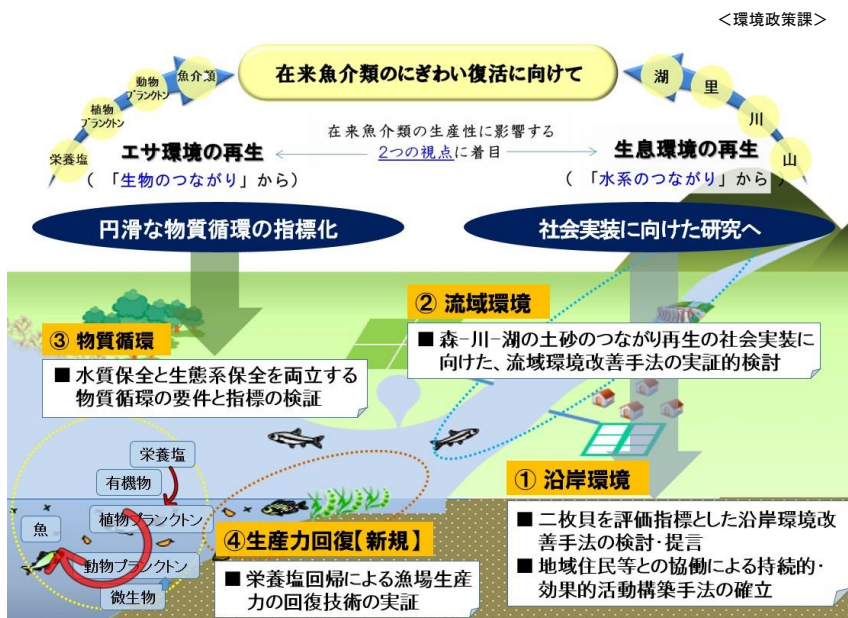 ＜環境政策課＞
在来魚介類のにぎわい復活に向けて
魚介類
動物
プランクトン
植物
プランクトン
栄養塩
湖
里
川
山
在来魚介類の生産性に影響する
2つの視点に着目
エサ環境の再生
（「生物のつながり」から）
生息環境の再生
（「水系のつながり」から）
円滑な物質循環の指標化
社会実装に向けた研究へ
② 流域環境
■ 森−川−湖の土砂のつながり再生の社会実装に
向けた、流域環境改善手法の実証的検討
③ 物質循環
■ 水質保全と生態系保全を両立する
物質循環の要件と指標の検証
栄養塩
有機物
植物プランクトン
魚
動物プランクトン
微生物
① 沿岸環境
■ 二枚貝を評価指標とした沿岸環境改
善手法の検討・提言
■ 地域住民等との協働による持続的・
効果的活動構築手法の確立
④生産力回復【新規】
■ 栄養塩回帰による漁場生産
力の回復技術の実証